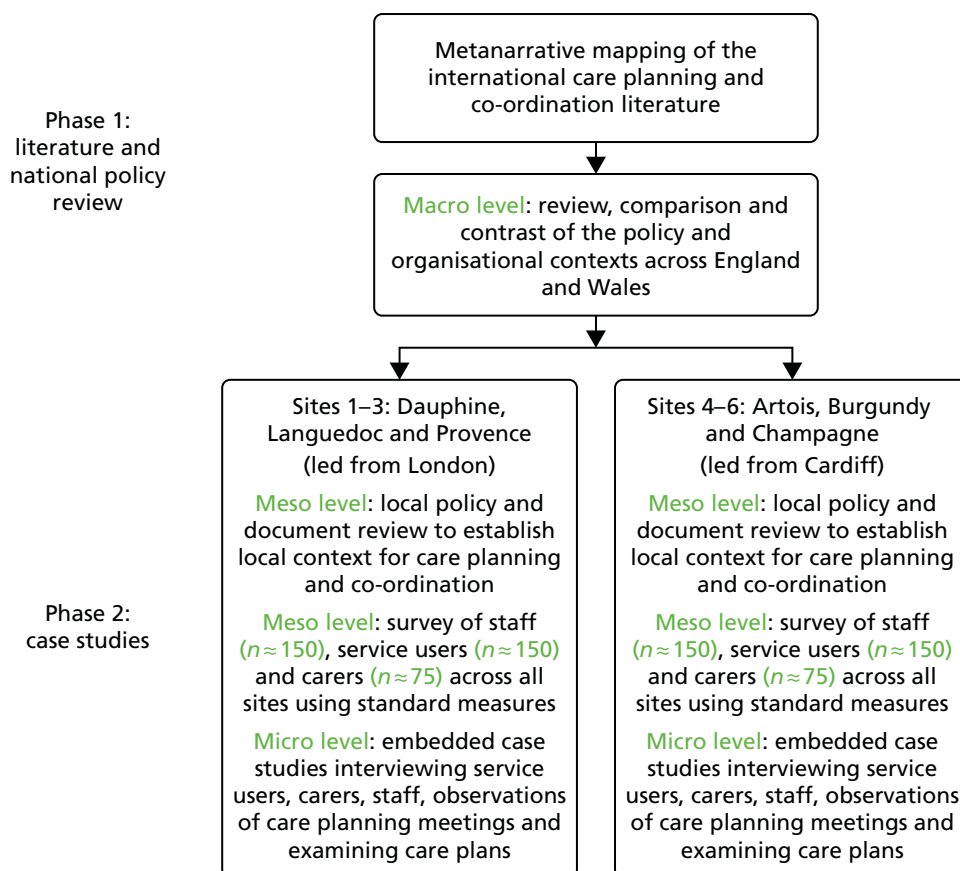 Metanarrative mapping of the
international care planning and
co-ordination literature
Phase 1:
literature and
national policy
review
Macro level: review, comparison and
contrast of the policy and
organisational contexts across England
and Wales
Sites 1–3: Dauphine,
Languedoc and Provence
(led from London)
Meso level: local policy and
document review to establish
local context for care planning
and co-ordination
Meso level: survey of staff
(n≈150), service users (n≈150)
and carers (n≈75) across all
sites using standard measures
Micro level: embedded case
studies interviewing service
users, carers, staff, observations
of care planning meetings and
examining care plans
Sites 4–6: Artois, Burgundy
and Champagne
(led from Cardiff)
Meso level: local policy and
document review to establish
local context for care planning
and co-ordination
Meso level: survey of staff
(n≈150), service users (n≈150)
and carers (n≈75) across all
sites using standard measures
Micro level: embedded case
studies interviewing service
users, carers, staff, observations
of care planning meetings and
examining care plans
Phase 2:
case studies